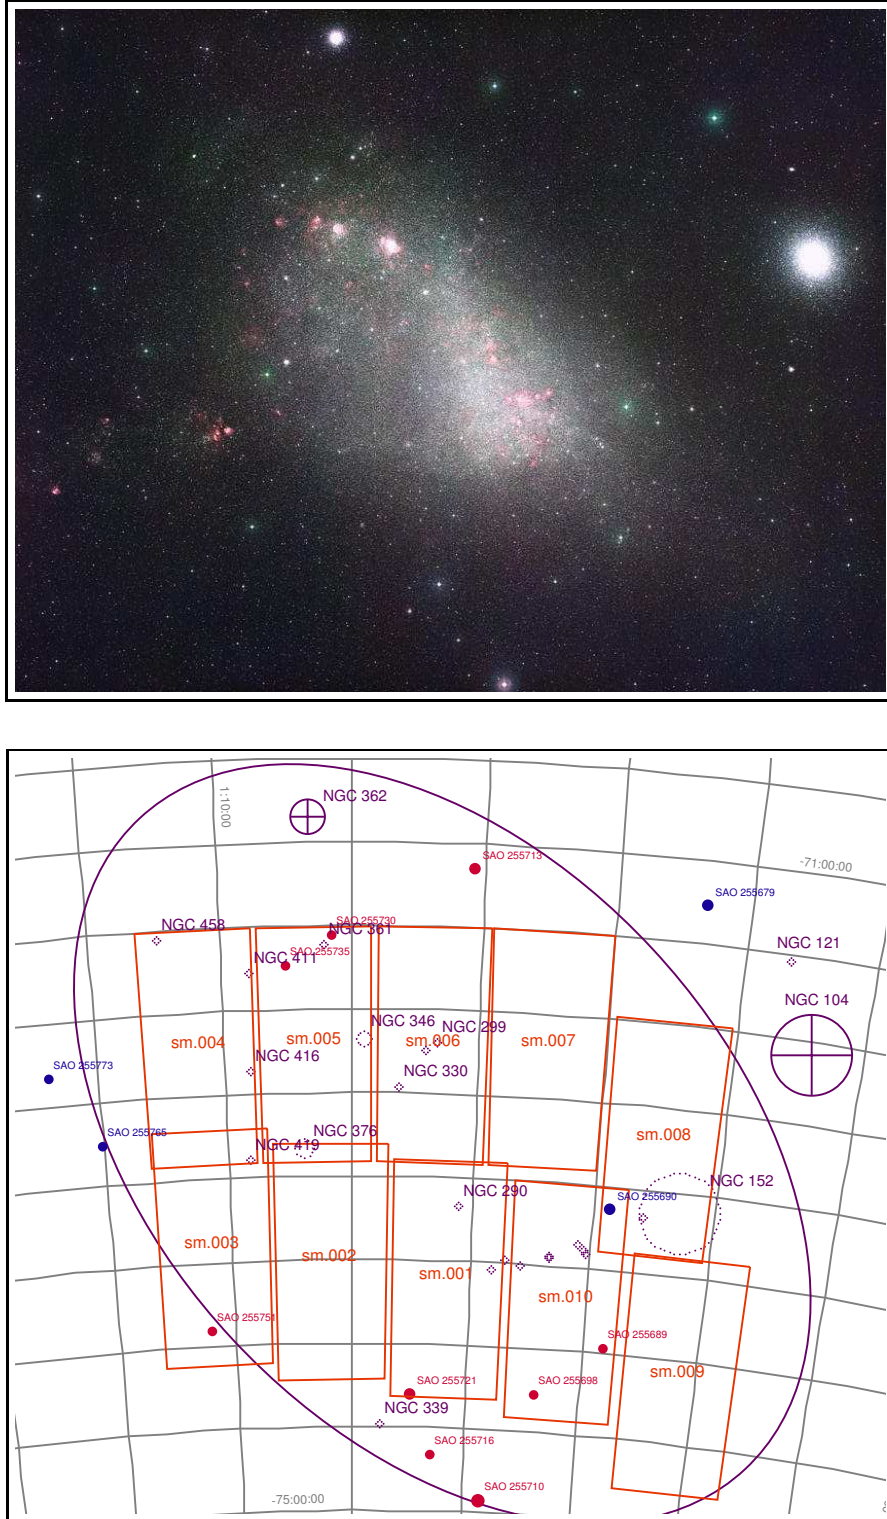 1:10:00
NGC 362
SAO 255713
-71:00:00
SAO 255679
SAO 255730
NGC 458
NGC 361
NGC 121
NGC 411
SAO 255735
NGC 104
NGC 346
NGC 299
sm.004
sm.005
sm.006
sm.007
NGC 416
SAO 255773
NGC 330
NGC 376
SAO 255765
sm.008
NGC 419
NGC 152
NGC 290
SAO 255690
sm.003
sm.002
sm.001
sm.010
SAO 255751
SAO 255689
sm.009
SAO 255721
SAO 255698
NGC 339
SAO 255716
SAO 255710
-75:00:00